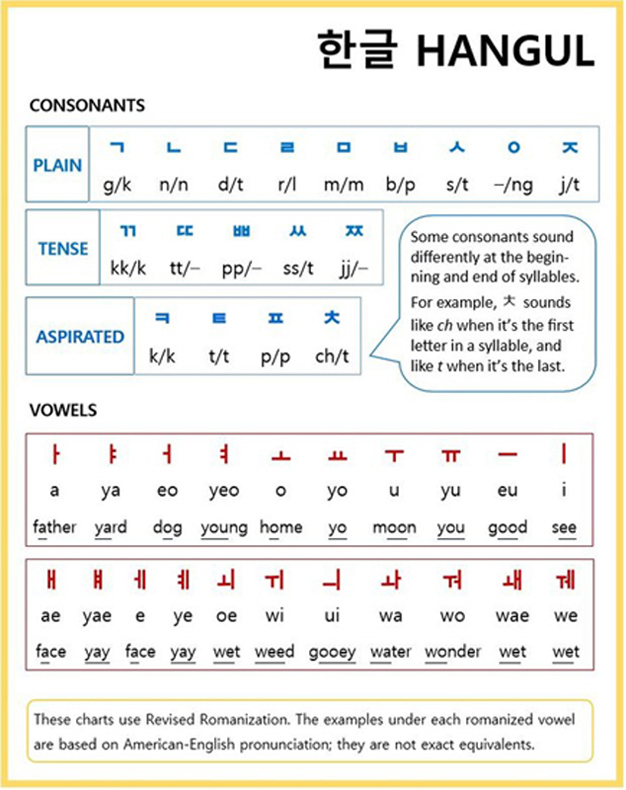 한글 HANGUL
CONSONANTS
PLAIN
ㄱ ㄴ ㄷ ㄹ ㅁ ㅂ ㅅ ㅇ ㅈ
g/k n/n d/t r/l m/m b/p s/t –/ng j/t
TENSE
ㄲ ㄸ ㅃ ㅆ ㅉ
kk/k tt/– pp/– ss/t jj/–
ASPIRATED
ㅋ ㅌ ㅍ ㅊ
k/k t/t p/p ch/t
Some consonants sound
differently at the begin-
ning and end of syllables.
For example, ㅊ sounds
like ch when it's the first
letter in a syllable, and
like t when it's the last.
VOWELS
ㅏ ㅑ ㅓ ㅕ ㅗ ㅛ ㅜ ㅠ ㅡ ㅣ
a ya eo yeo o yo u yu eu i
father yard dog young home yo moon you good see
ㅐ ㅒ ㅔ ㅖ ㅚ ㅟ ㅢ ㅘ ㅝ ㅙ ㅞ
ae yae e ye oe wi ui wa wo wae we
face yay face yay wet weed gooey water wonder wet wet
These charts use Revised Romanization. The examples under each romanized vowel
are based on American-English pronunciation; they are not exact equivalents.